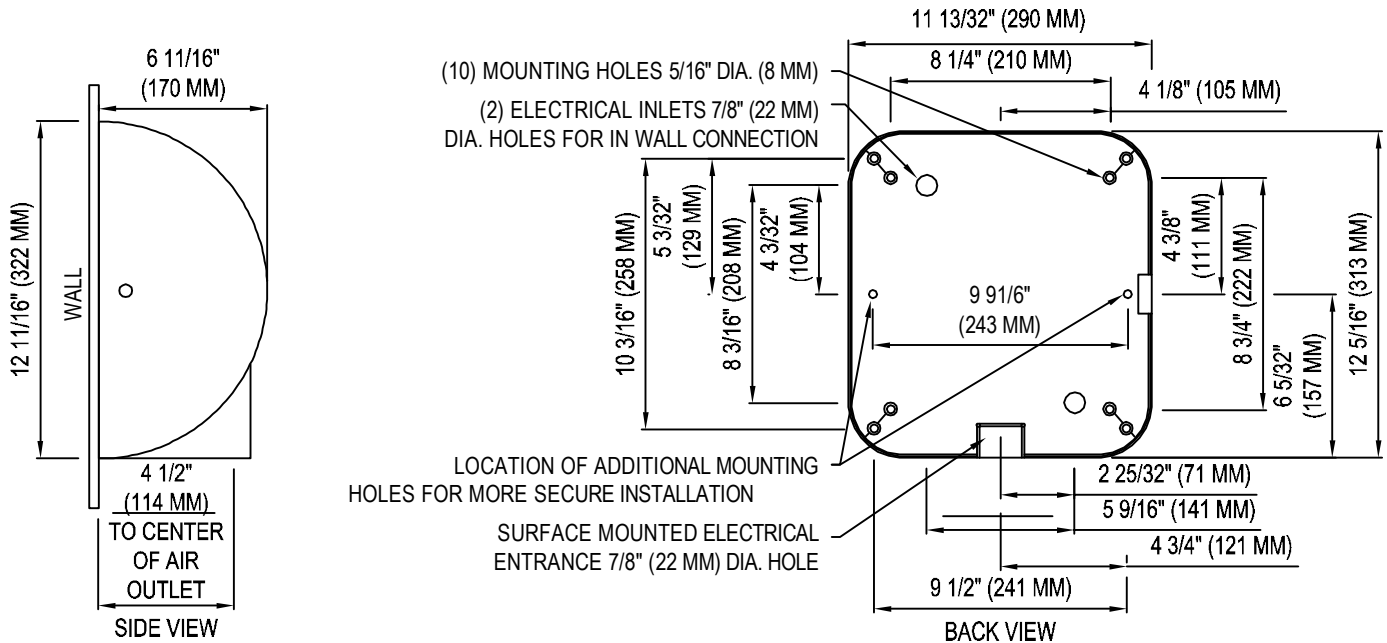 6 11/16"
(170 MM)
12 11/16" (322 MM)
WALL
4 1/2"
(114 MM)
TO CENTER
OF AIR
OUTLET
SIDE VIEW
11 13/32" (290 MM)
8 1/4" (210 MM)
4 1/8" (105 MM)
(10) MOUNTING HOLES 5/16" DIA. (8 MM)
(2) ELECTRICAL INLETS 7/8" (22 MM)
DIA. HOLES FOR IN WALL CONNECTION
10 3/16" (258 MM)
5 3/32"
(129 MM)
8 3/16" (208 MM)
4 3/32"
(104 MM)
9 91/6"
(243 MM)
4 3/8"
(111 MM)
8 3/4" (222 MM)
6 5/32"
(157 MM)
12 5/16" (313 MM)
LOCATION OF ADDITIONAL MOUNTING
HOLES FOR MORE SECURE INSTALLATION
SURFACE MOUNTED ELECTRICAL
ENTRANCE 7/8" (22 MM) DIA. HOLE
2 25/32" (71 MM)
5 9/16" (141 MM)
4 3/4" (121 MM)
9 1/2" (241 MM)
BACK VIEW